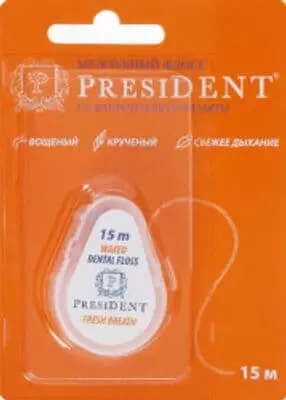 МЕЖЗУБНЫЙ ФЛОСС
P
PRESIDENT®
ВОЩЕНЫЙ
КРУЧЕНЫЙ
СВЕЖЕЕ ДЫХАНИЕ
15 m
WAXED
DENTAL FLOSS
P
PRESIDENT
FRESH BREATH
15 м